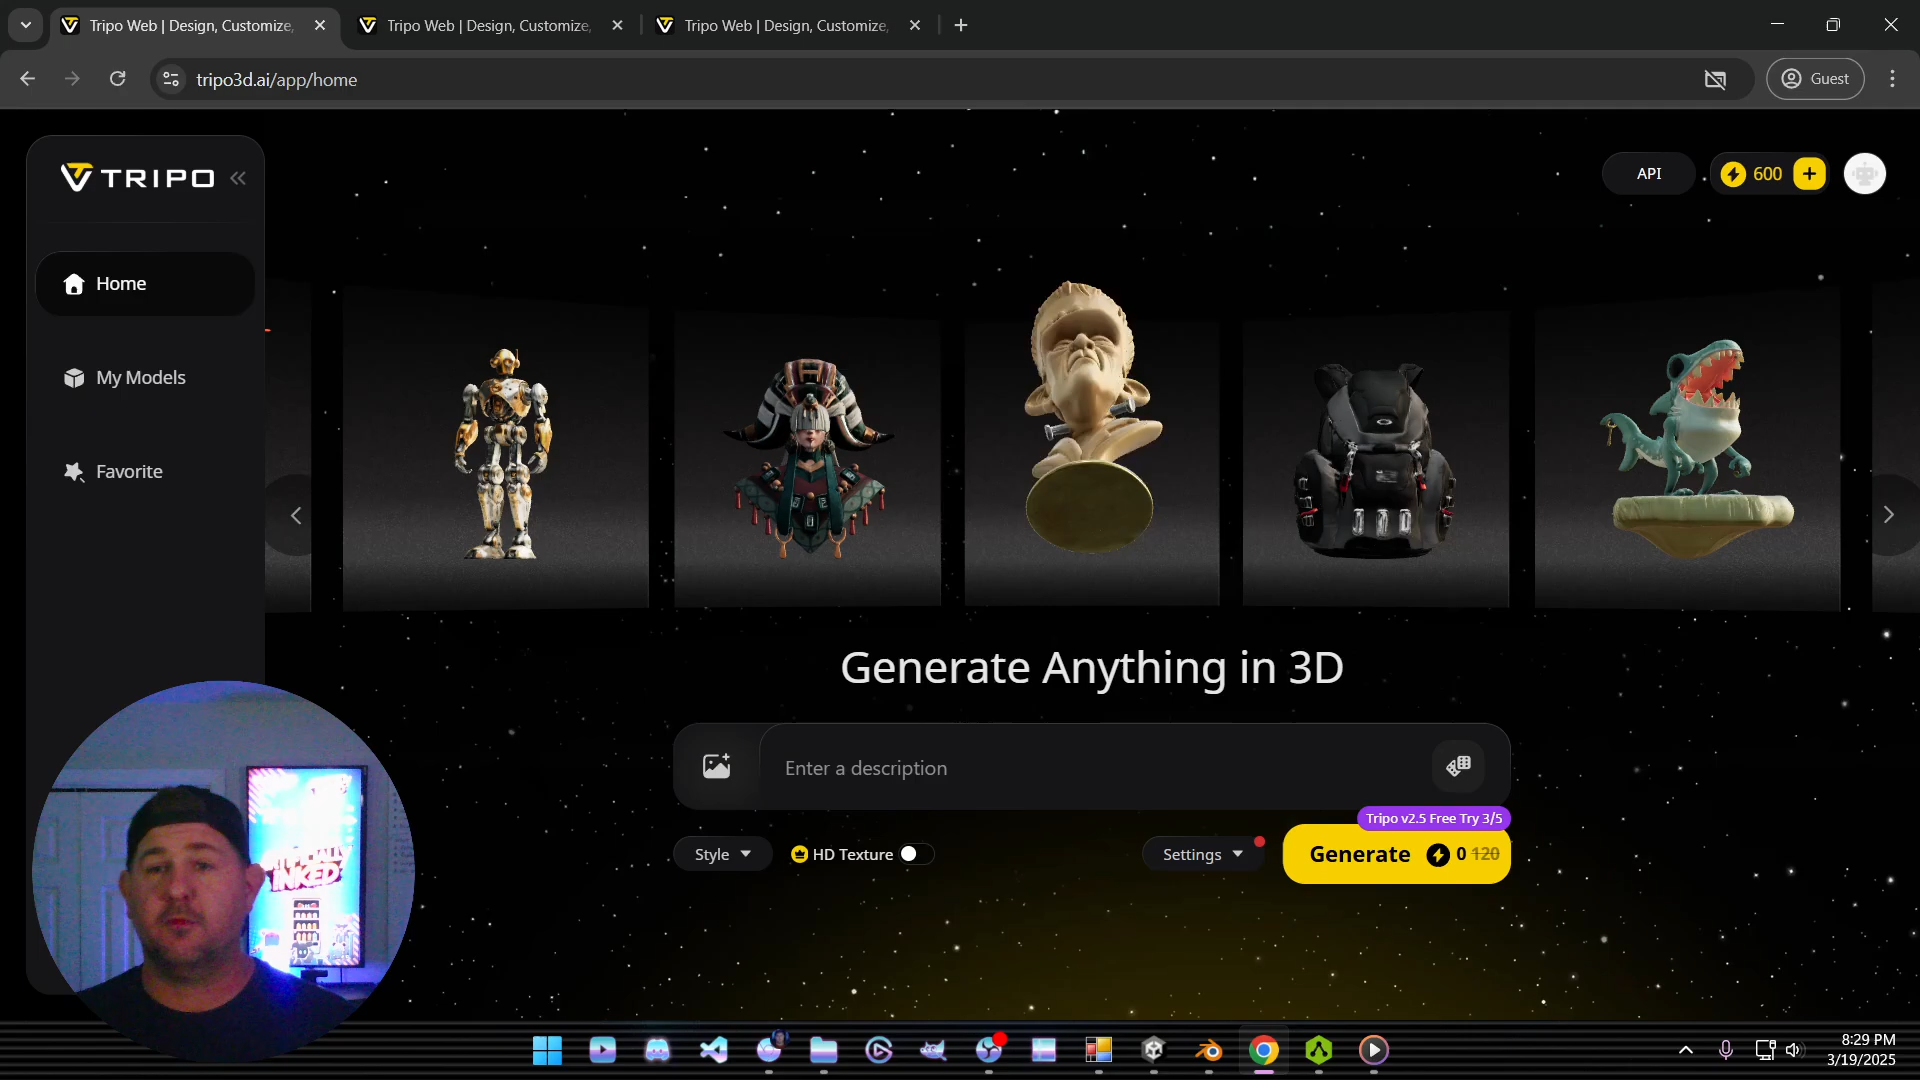 Tripo Web | Design, Customize,
Tripo Web | Design, Customize,
Tripo Web | Design, Customize,
tripo3d.ai/app/home
Guest
TRIPO
API
600
Home
My Models
Favorite
Generate Anything in 3D
Enter a description
Tripo v2.5 Free Try 3/5
Style
HD Texture
Settings
Generate
0 120
INKED
8:29 PM
3/19/2025